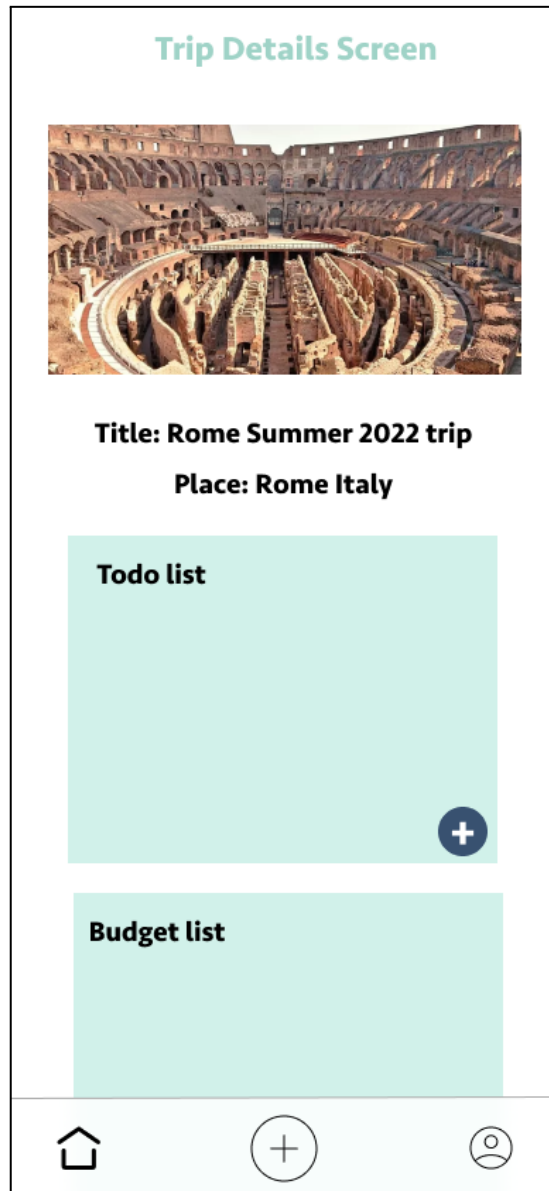 Trip Details Screen
Title: Rome Summer 2022 trip
Place: Rome Italy
Todo list
Budget list